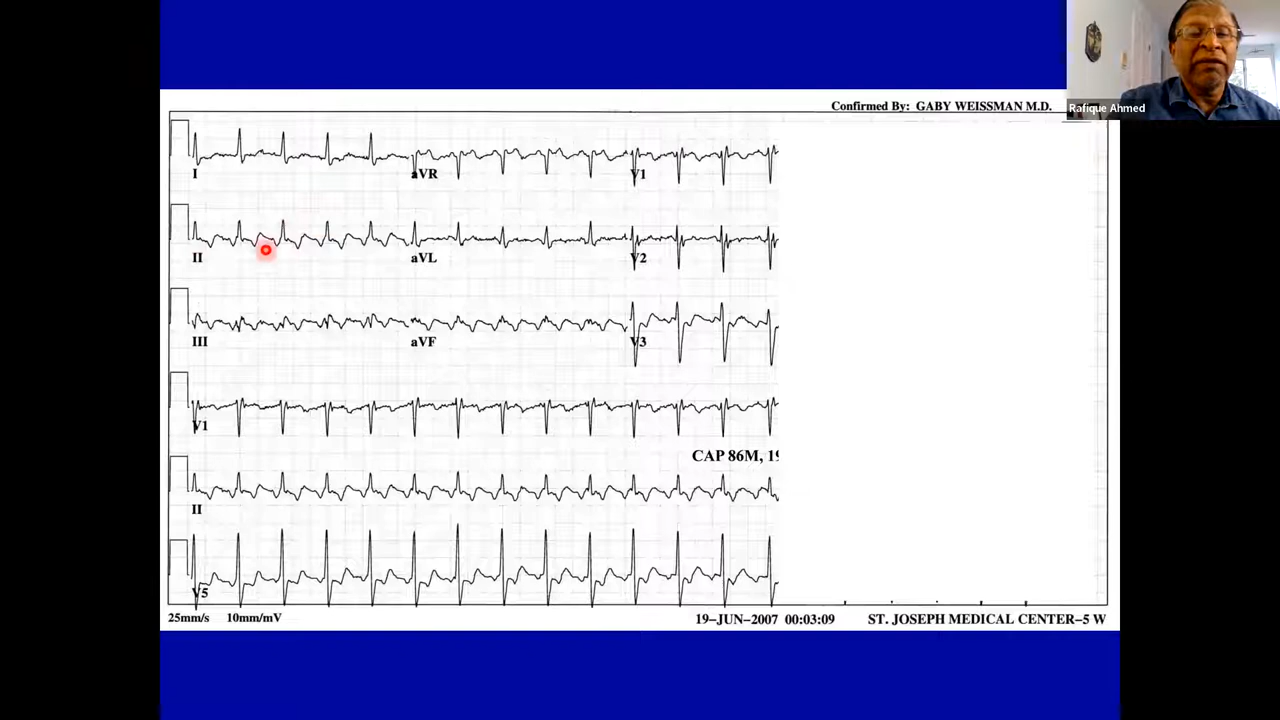 Confirmed By: GABY WEISSMAN M.D.
Rafique Ahmed
I aVR V1
II aVL V2
III aVF V3
V1
CAP 86M, 19
II
V5
25mm/s 10mm/mV 19-JUN-2007 00:03:09 ST. JOSEPH MEDICAL CENTER-5 W